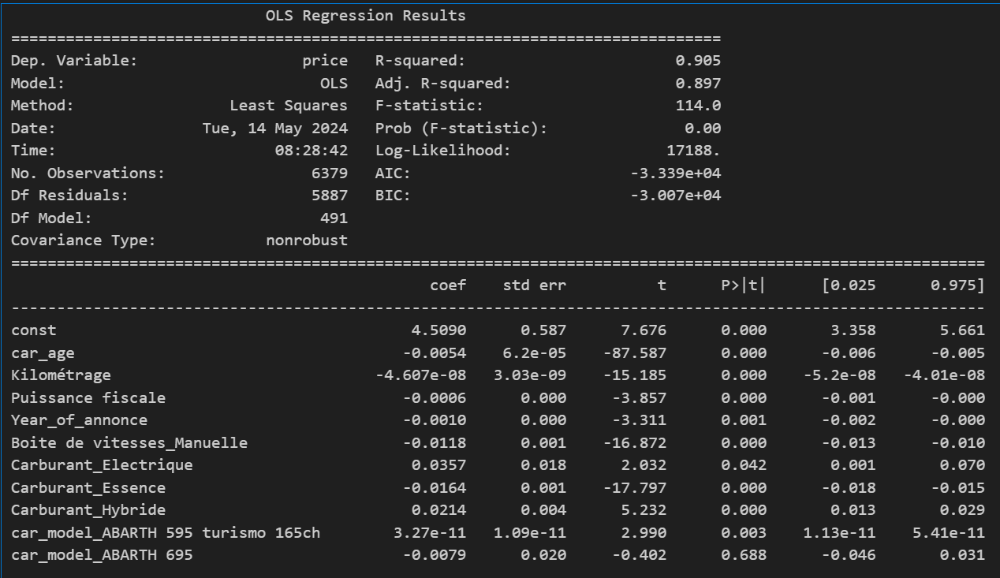 OLS Regression Results
==============================================================================
Dep. Variable: price R-squared: 0.905
Model: OLS Adj. R-squared: 0.897
Method: Least Squares F-statistic: 114.0
Date: Tue, 14 May 2024 Prob (F-statistic): 0.00
Time: 08:28:42 Log-Likelihood: 17188.
No. Observations: 6379 AIC: -3.339e+04
Df Residuals: 5887 BIC: -3.007e+04
Df Model: 491
Covariance Type: nonrobust
===========================================================================================================
coef std err t P>|t| [0.025 0.975]
-----------------------------------------------------------------------------------------------------------
const 4.5090 0.587 7.676 0.000 3.358 5.661
car_age -0.0054 6.2e-05 -87.587 0.000 -0.006 -0.005
Kilométrage -4.607e-08 3.03e-09 -15.185 0.000 -5.2e-08 -4.01e-08
Puissance fiscale -0.0006 0.000 -3.857 0.000 -0.001 -0.000
Year_of_annonce -0.0010 0.000 -3.311 0.001 -0.002 -0.000
Boite de vitesses_Manuelle -0.0118 0.001 -16.872 0.000 -0.013 -0.010
Carburant_Electrique 0.0357 0.018 2.032 0.042 0.001 0.070
Carburant_Essence -0.0164 0.001 -17.797 0.000 -0.018 -0.015
Carburant_Hybride 0.0214 0.004 5.232 0.000 0.013 0.029
car_model_ABARTH 595 turismo 165ch 3.27e-11 1.09e-11 2.990 0.003 1.13e-11 5.41e-11
car_model_ABARTH 695 -0.0079 0.020 -0.402 0.688 -0.046 0.031